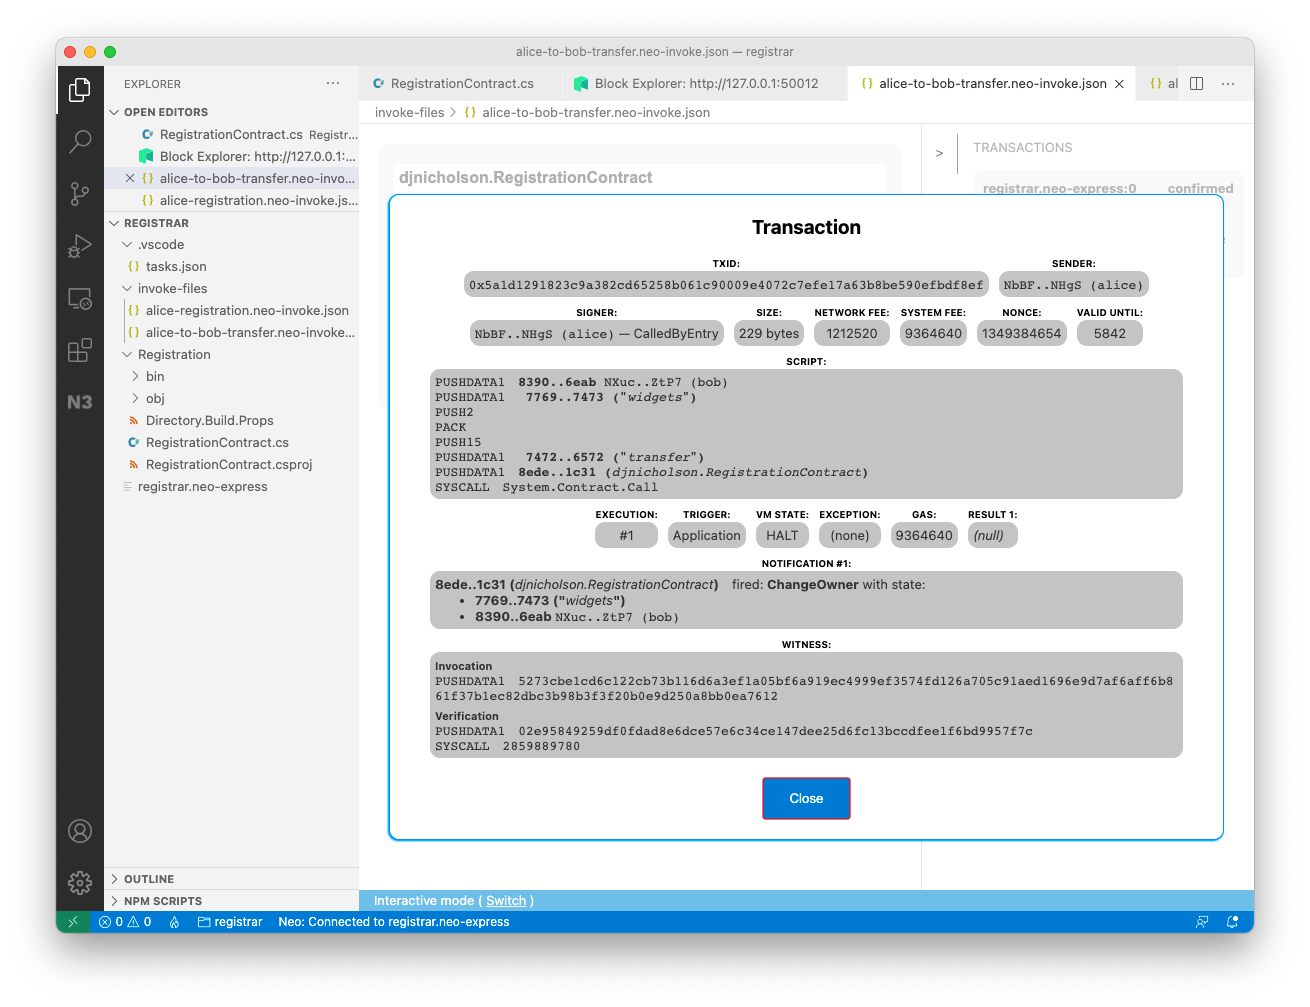 alice-to-bob-transfer.neo-invoke.json — registrar
EXPLORER
RegistrationContract.cs
Block Explorer: http://127.0.0.1:50012
{} alice-to-bob-transfer.neo-invoke.json
{} al
OPEN EDITORS
RegistrationContract.cs Registr...
Block Explorer: http://127.0.0.1:...
{} alice-to-bob-transfer.neo-invo...
{} alice-registration.neo-invoke.js...
REGISTRAR
.vscode
{} tasks.json
invoke-files
{} alice-registration.neo-invoke.json
{} alice-to-bob-transfer.neo-invoke...
Registration
bin
obj
Directory.Build.Props
RegistrationContract.cs
RegistrationContract.csproj
registrar.neo-express
N3
OUTLINE
NPM SCRIPTS
invoke-files > {} alice-to-bob-transfer.neo-invoke.json
djnicholson.RegistrationContract
>
TRANSACTIONS
registrar.neo-express:0 confirmed
Transaction
TXID: SENDER:
0x5a1d1291823c9a382cd65258b061c90009e4072c7efe17a63b8be590efbdf8ef NbBF..NHgS (alice)
SIGNER: SIZE: NETWORK FEE: SYSTEM FEE: NONCE: VALID UNTIL:
NbBF..NHgS (alice) — CalledByEntry 229 bytes 1212520 9364640 1349384654 5842
SCRIPT:
PUSHDATA1 8390..6eab NXuc..ZtP7 (bob)
PUSHDATA1 7769..7473 ("widgets")
PUSH2
PACK
PUSH15
PUSHDATA1 7472..6572 ("transfer")
PUSHDATA1 8ede..1c31 (djnicholson.RegistrationContract)
SYSCALL System.Contract.Call
EXECUTION: TRIGGER: VM STATE: EXCEPTION: GAS: RESULT 1:
#1 Application HALT (none) 9364640 (null)
NOTIFICATION #1:
8ede..1c31 (djnicholson.RegistrationContract) fired: ChangeOwner with state:
• 7769..7473 ("widgets")
• 8390..6eab NXuc..ZtP7 (bob)
WITNESS:
Invocation
PUSHDATA1 5273cbe1cd6c122cb73b116d6a3ef1a05bf6a919ec4999ef3574fd126a705c91aed1696e9d7af6aff6b8
61f37b1ec82dbc3b98b3f3f20b0e9d250a8bb0ea7612
Verification
PUSHDATA1 02e95849259df0fdad8e6dce57e6c34ce147dee25d6fc13bccdfee1f6bd9957f7c
SYSCALL 2859889780
Close
Interactive mode ( Switch )
0 0 registrar Neo: Connected to registrar.neo-express